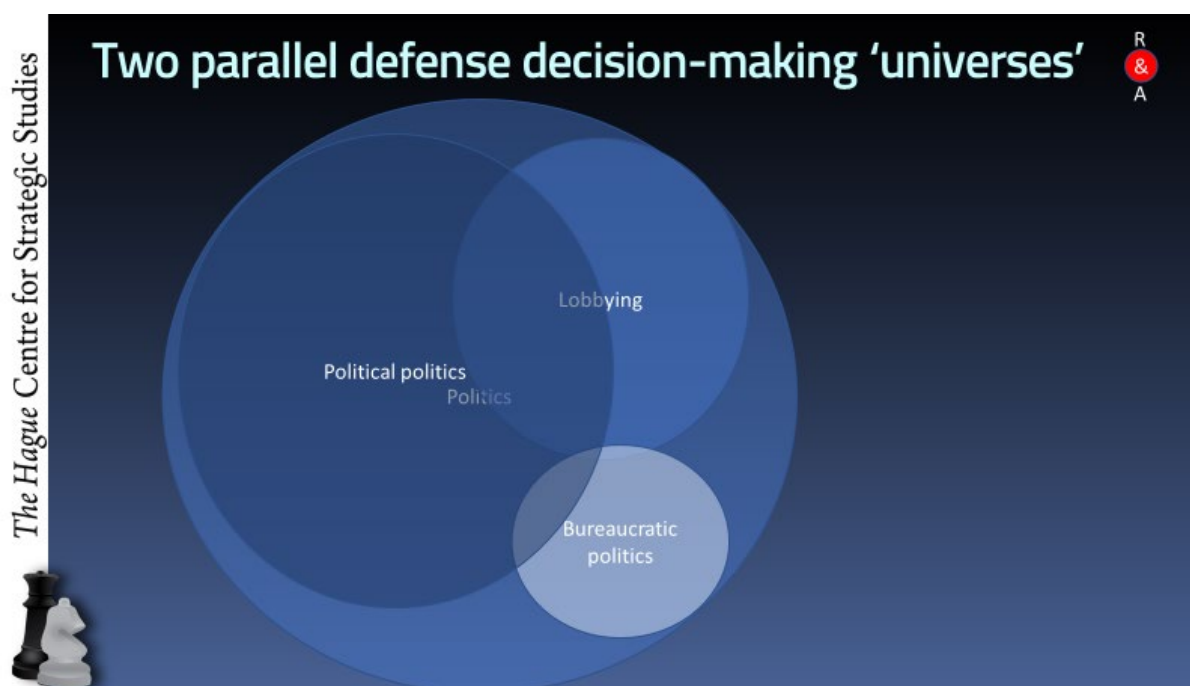 Two parallel defense decision-making ‘universes’
R
&
A
The Hague Centre for Strategic Studies
Lobbying
Political politics
Politics
Bureaucratic
politics